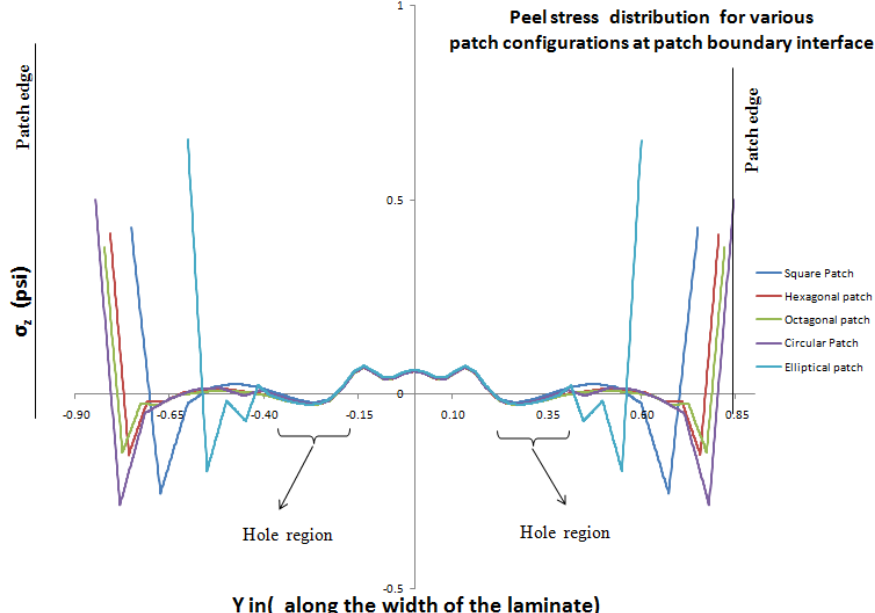 1
Peel stress distribution for various
patch configurations at patch boundary interface
Patch edge
Patch edge
0.5
σz (psi)
Square Patch
Hexagonal patch
Octagonal patch
Circular Patch
Elliptical patch
0
-0.90 -0.65 -0.40 -0.15 0.10 0.35 0.60 0.85
Hole region
Hole region
-0.5
Y in( along the width of the laminate)